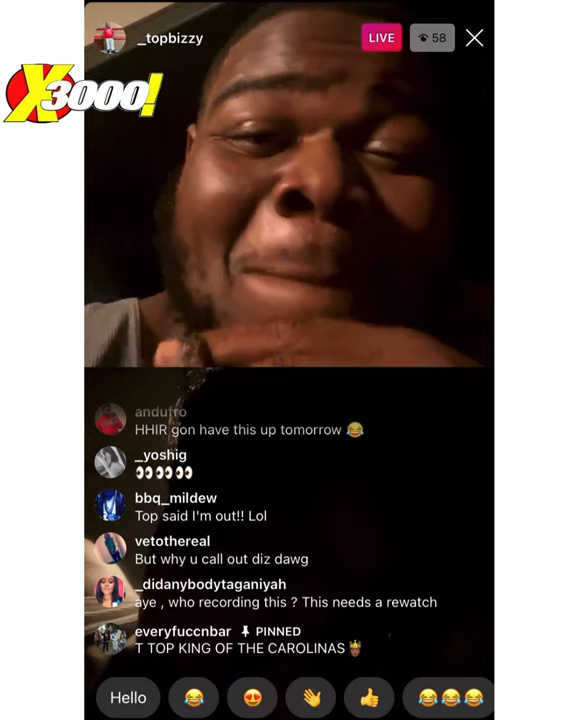 _topbizzy
LIVE
58
X3000!
andufro
HHIR gon have this up tomorrow 😂
_yoshig
👀👀👀👀
bbq_mildew
Top said I'm out!! Lol
vetothereal
But why u call out diz dawg
_didanybodytaganiyah
aye , who recording this ? This needs a rewatch
everyfuccnbar PINNED
T TOP KING OF THE CAROLINAS 🤴🏾
Hello